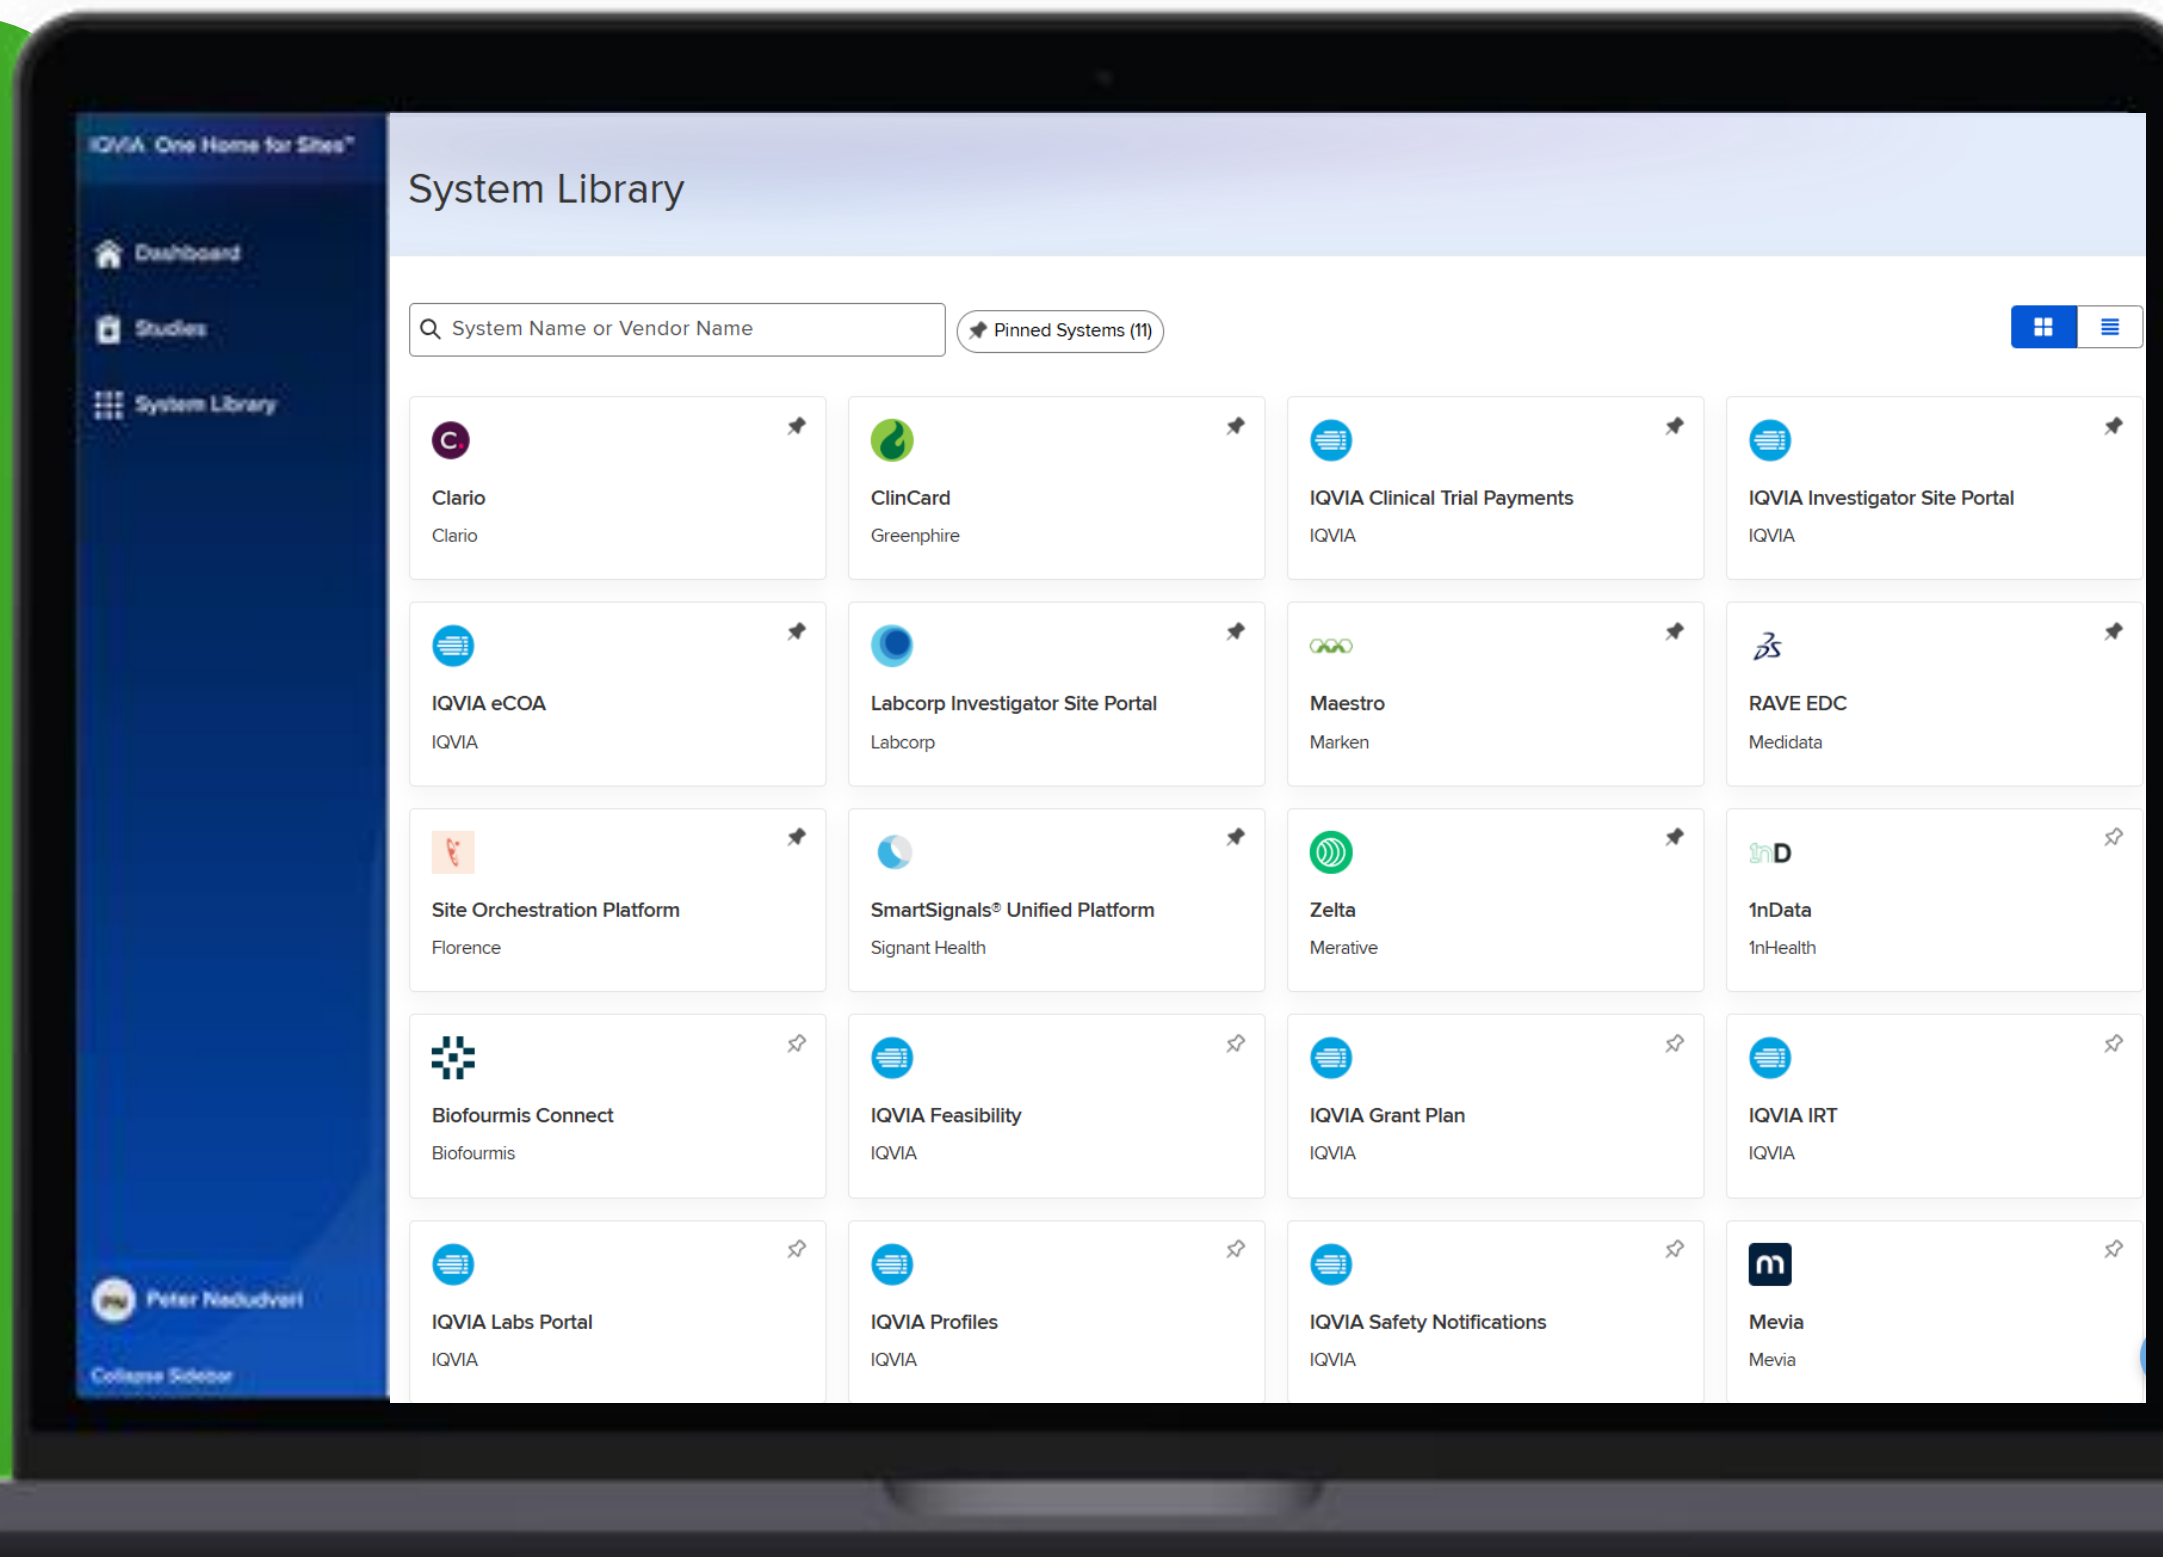 IQVIA One Home for Sites™
Dashboard
Studies
System Library
Peter Nadudvari
Collapse Sidebar
System Library
System Name or Vendor Name
Pinned Systems (11)
C.
Clario
Clario
ClinCard
Greenphire
IQVIA Clinical Trial Payments
IQVIA
IQVIA Investigator Site Portal
IQVIA
IQVIA eCOA
IQVIA
Labcorp Investigator Site Portal
Labcorp
Maestro
Marken
3DS
RAVE EDC
Medidata
Site Orchestration Platform
Florence
SmartSignals® Unified Platform
Signant Health
Zelta
Merative
1nD
1nData
1nHealth
Biofourmis Connect
Biofourmis
IQVIA Feasibility
IQVIA
IQVIA Grant Plan
IQVIA
IQVIA IRT
IQVIA
IQVIA Labs Portal
IQVIA
IQVIA Profiles
IQVIA
IQVIA Safety Notifications
IQVIA
m
Mevia
Mevia